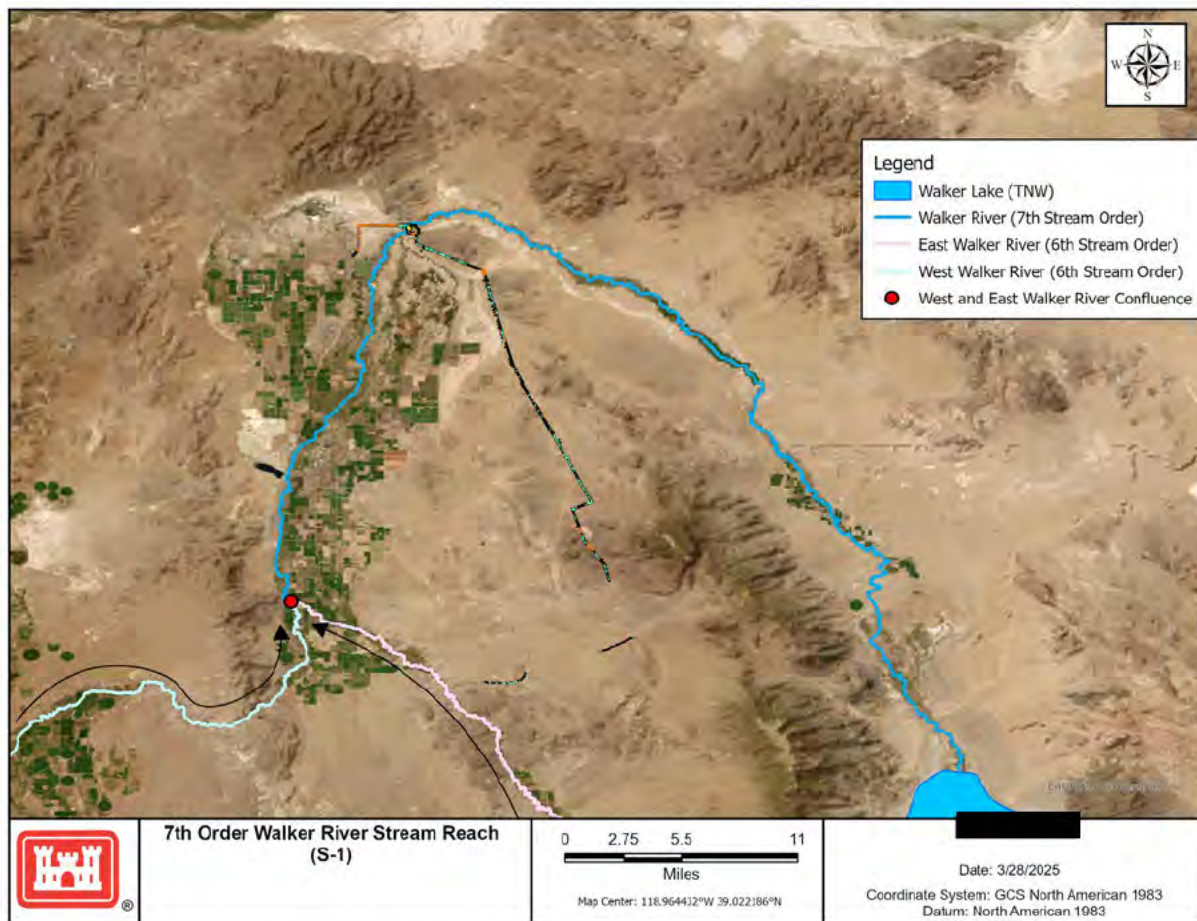 N
W E
S
Legend
Walker Lake (TNW)
Walker River (7th Stream Order)
East Walker River (6th Stream Order)
West Walker River (6th Stream Order)
West and East Walker River Confluence
7th Order Walker River Stream Reach
(S-1)
0 2.75 5.5 11
Miles
Map Center: 118.964432°W 39.022186°N
Date: 3/28/2025
Coordinate System: GCS North American 1983
Datum: North American 1983
®